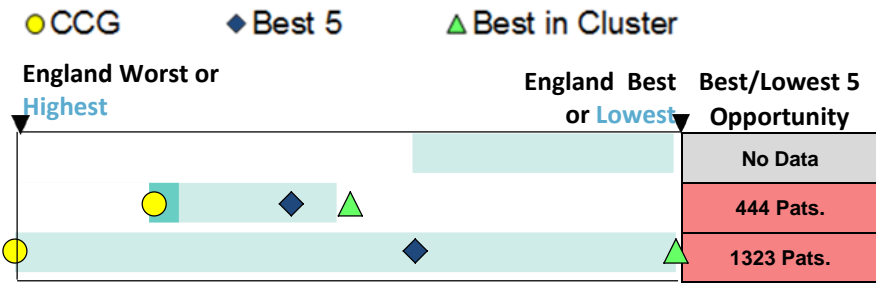 CCG Best 5 Best in Cluster
England Worst or
Highest
England Best
or Lowest
Best/Lowest 5
Opportunity
No Data
444 Pats.
1323 Pats.